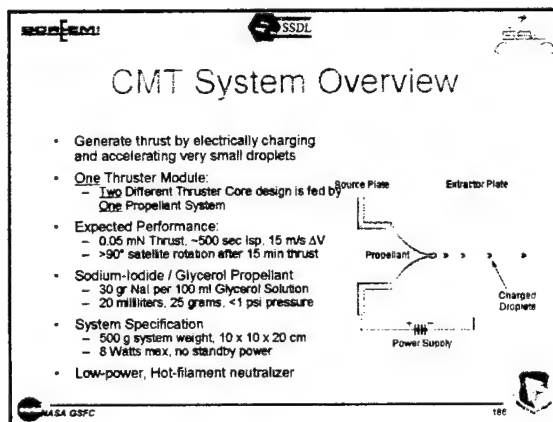 SSDL
CMT System Overview
• Generate thrust by electrically charging
and accelerating very small droplets
• One Thruster Module:
– Two Different Thruster Core design is fed by
One Propellant System
• Expected Performance:
– 0.05 mN Thrust, ~500 sec Isp, 15 m/s ΔV
– >90° satellite rotation after 15 min thrust
• Sodium-Iodide / Glycerol Propellant
– 30 gr NaI per 100 ml Glycerol Solution
– 20 milliliters, 25 grams, <1 psi pressure
• System Specification
– 500 g system weight, 10 x 10 x 20 cm
– 8 Watts max, no standby power
• Low-power, Hot-filament neutralizer
Source Plate
Extractor Plate
Propellant
Charged
Droplets
+ -
Power Supply
NASA GSFC
186